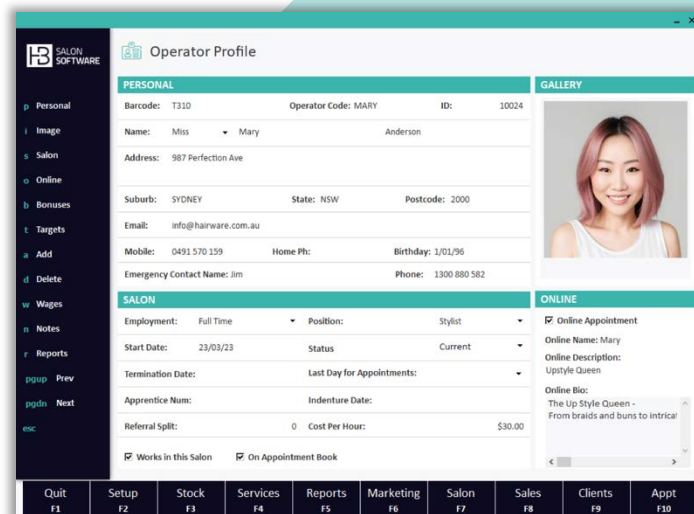 HB SALON SOFTWARE
Operator Profile
p Personal
i Image
s Salon
o Online
b Bonuses
t Targets
a Add
d Delete
w Wages
n Notes
r Reports
pgup Prev
pgdn Next
esc
PERSONAL
Barcode: T310 Operator Code: MARY ID: 10024
Name: Miss Mary Anderson
Address: 987 Perfection Ave
Suburb: SYDNEY State: NSW Postcode: 2000
Email: info@hairware.com.au
Mobile: 0491 570 159 Home Ph: Birthday: 1/01/96
Emergency Contact Name: Jim Phone: 1300 880 582
GALLERY
SALON
Employment: Full Time Position: Stylist
Start Date: 23/03/23 Status Current
Termination Date: Last Day for Appointments:
Apprentice Num: Indenture Date:
Referral Split: 0 Cost Per Hour: $30.00
Works in this Salon On Appointment Book
ONLINE
Online Appointment
Online Name: Mary
Online Description:
Upstyle Queen
Online Bio:
The Up Style Queen -
From braids and buns to intricat
Quit Setup Stock Services Reports Marketing Salon Sales Clients Appt
F1 F2 F3 F4 F5 F6 F7 F8 F9 F10